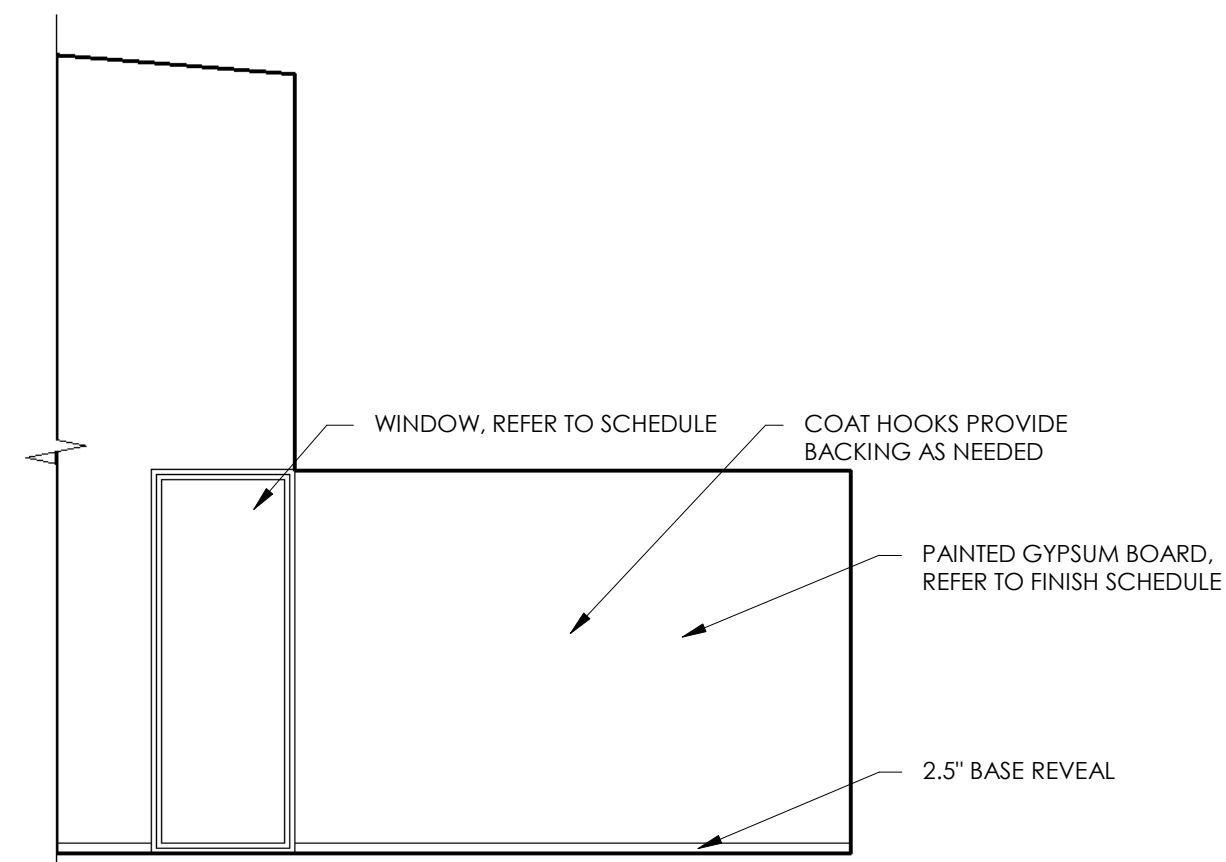 WINDOW, REFER TO SCHEDULE
COAT HOOKS PROVIDE
BACKING AS NEEDED
PAINTED GYPSUM BOARD,
REFER TO FINISH SCHEDULE
2.5" BASE REVEAL